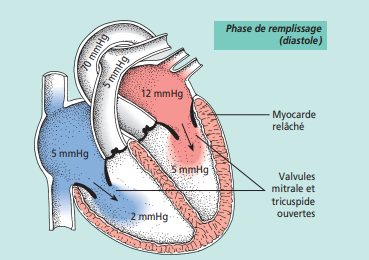 Phase de remplissage
(diastole)
70 mmHg
5 mmHg
12 mmHg
Myocarde
relâché
5 mmHg
5 mmHg
Valvules
mitrale et
tricuspide
ouvertes
2 mmHg